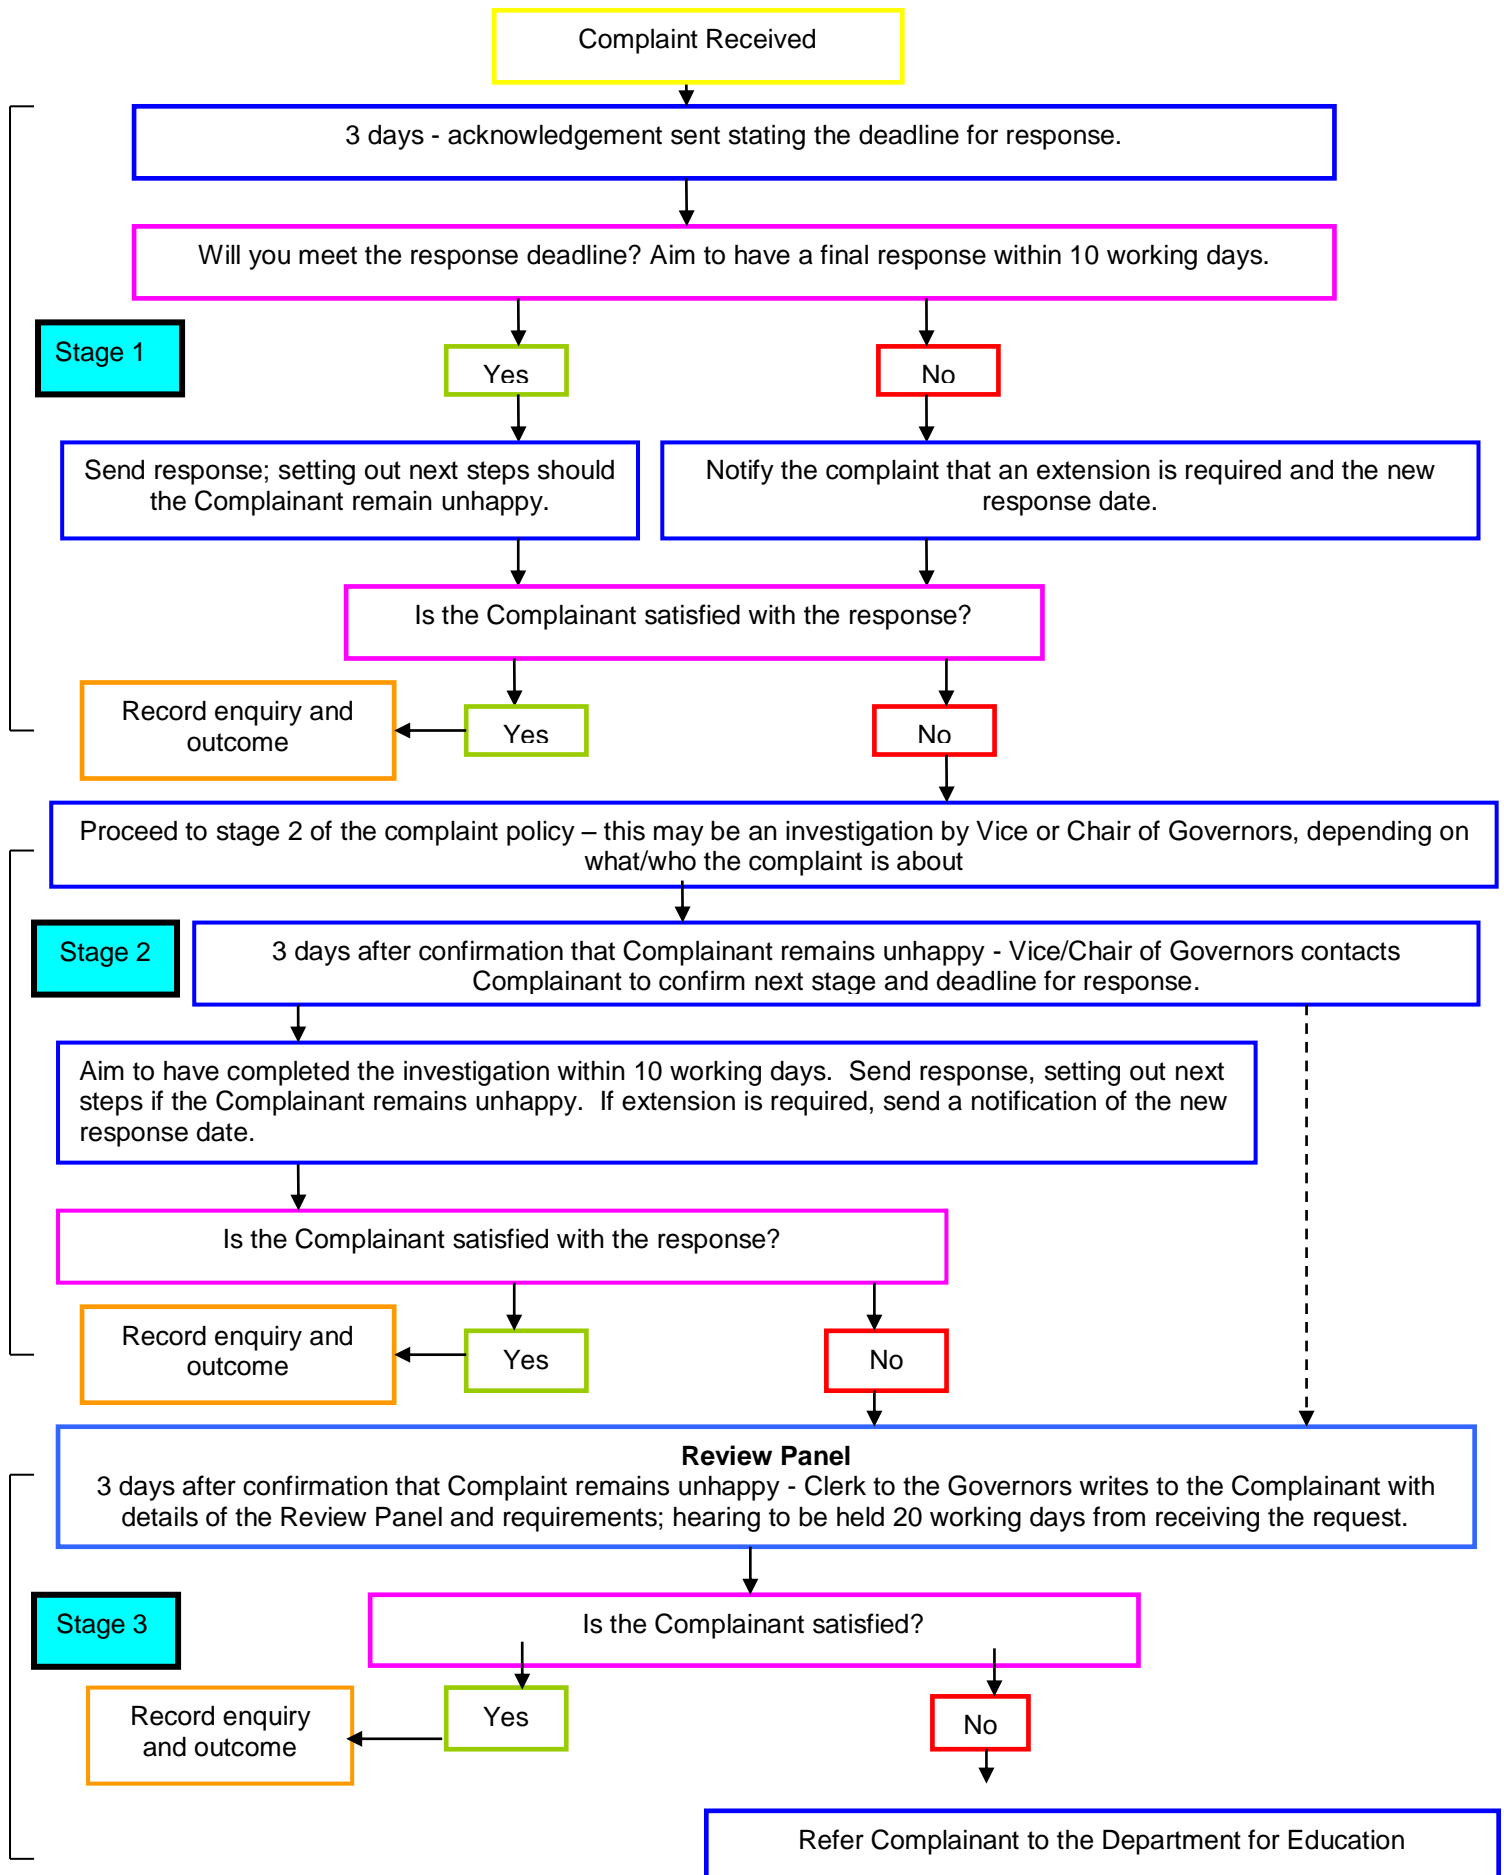 Complaint Received
3 days - acknowledgement sent stating the deadline for response.
Will you meet the response deadline? Aim to have a final response within 10 working days.
Stage 1
Yes
No
Send response; setting out next steps should
the Complainant remain unhappy.
Notify the complaint that an extension is required and the new
response date.
Is the Complainant satisfied with the response?
Record enquiry and
outcome
Yes
No
Proceed to stage 2 of the complaint policy – this may be an investigation by Vice or Chair of Governors, depending on
what/who the complaint is about
Stage 2
3 days after confirmation that Complainant remains unhappy - Vice/Chair of Governors contacts
Complainant to confirm next stage and deadline for response.
Aim to have completed the investigation within 10 working days.  Send response, setting out next
steps if the Complainant remains unhappy.  If extension is required, send a notification of the new
response date.
Is the Complainant satisfied with the response?
Record enquiry and
outcome
Yes
No
Review Panel
3 days after confirmation that Complaint remains unhappy - Clerk to the Governors writes to the Complainant with
details of the Review Panel and requirements; hearing to be held 20 working days from receiving the request.
Stage 3
Is the Complainant satisfied?
Record enquiry
and outcome
Yes
No
Refer Complainant to the Department for Education